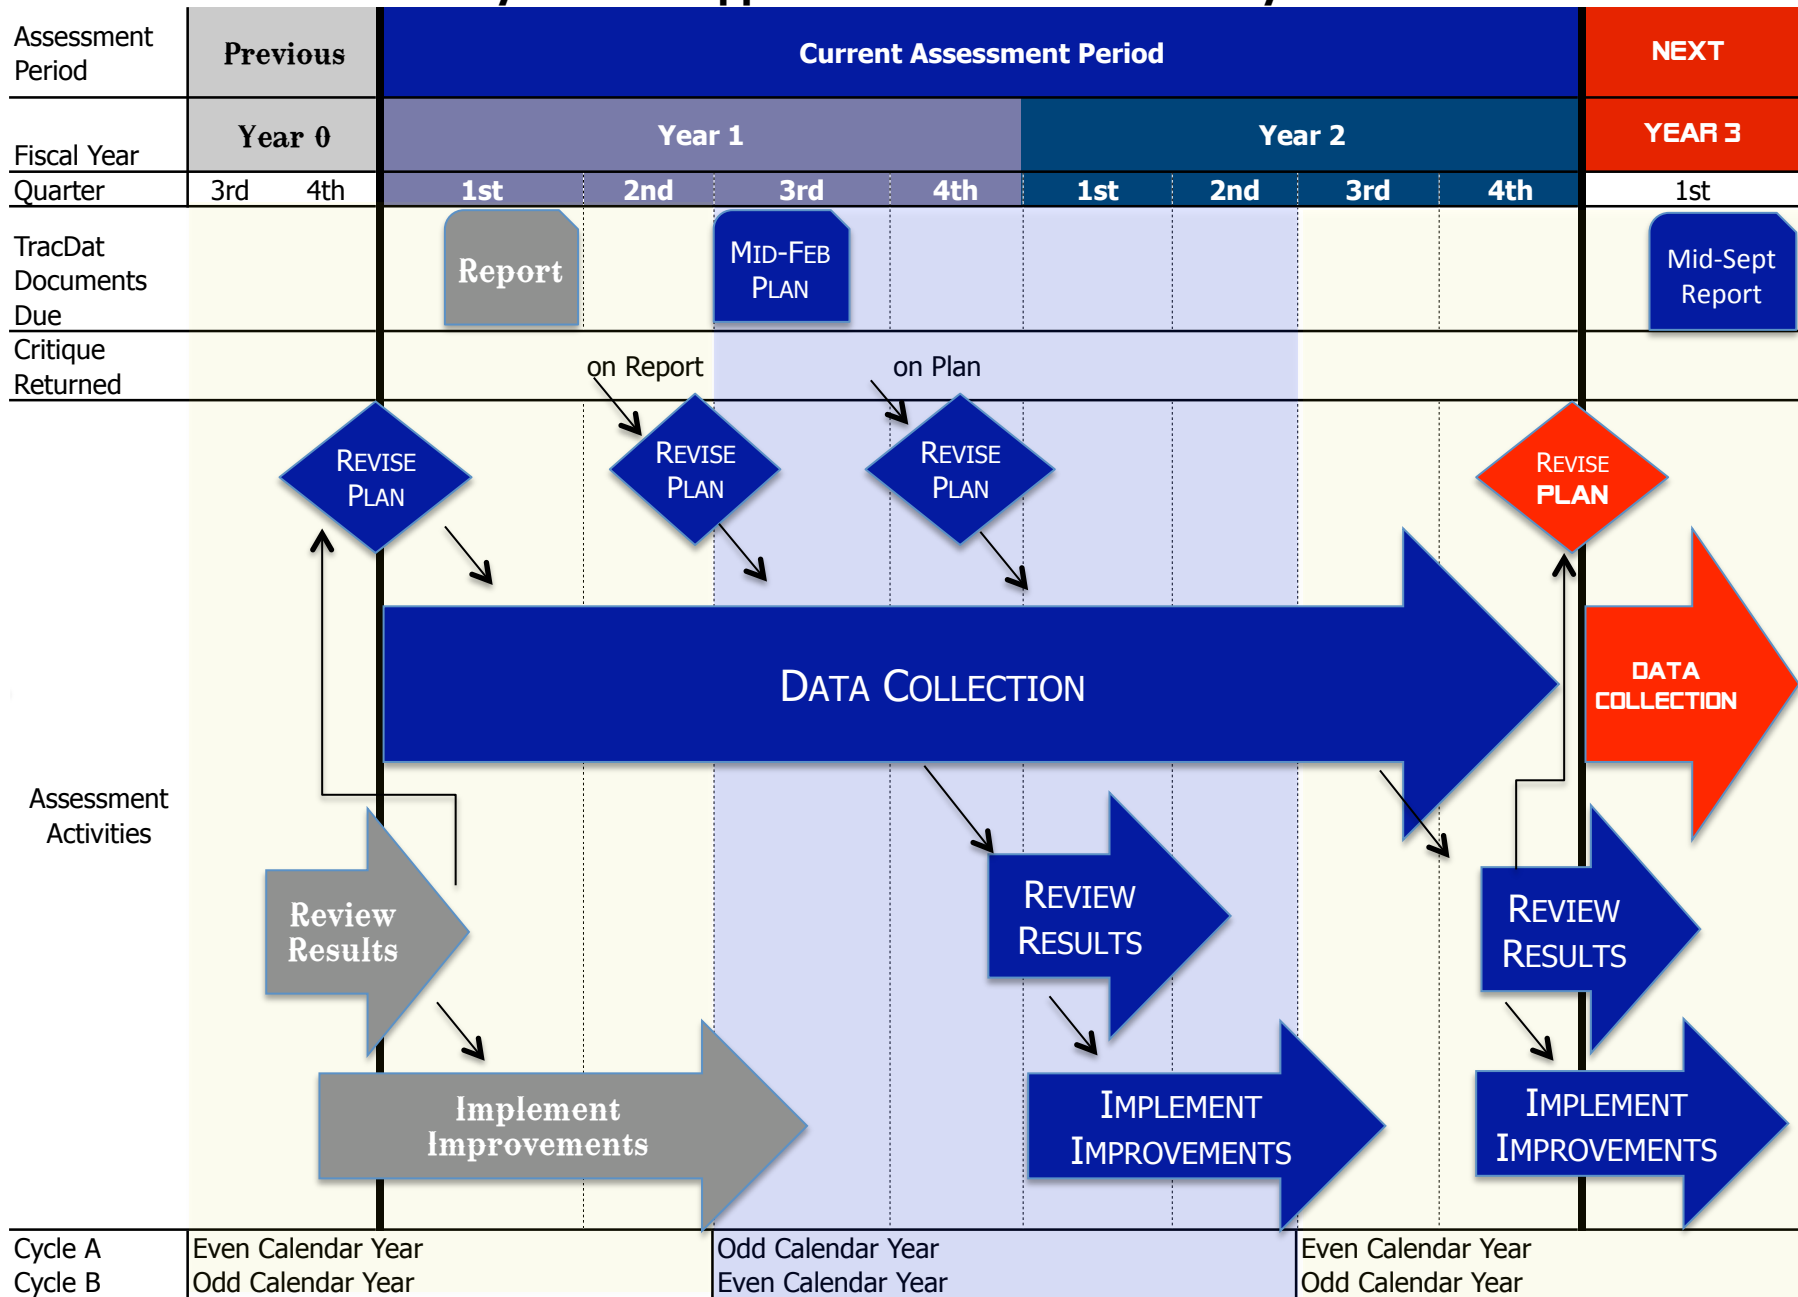 Assessment
Period
Previous
Current Assessment Period
NEXT
Fiscal Year
Year 0
Year 1
Year 2
YEAR 3
Quarter
3rd
4th
1st
2nd
3rd
4th
1st
2nd
3rd
4th
1st
TracDat
Documents
Due
Report
MID-FEB
PLAN
Mid-Sept
Report
Critique
Returned
on Report
on Plan
REVISE
PLAN
REVISE
PLAN
REVISE
PLAN
REVISE
PLAN
DATA COLLECTION
DATA
COLLECTION
Assessment
Activities
Review
Results
REVIEW
RESULTS
REVIEW
RESULTS
Implement
Improvements
IMPLEMENT
IMPROVEMENTS
IMPLEMENT
IMPROVEMENTS
Cycle A
Even Calendar Year
Odd Calendar Year
Even Calendar Year
Cycle B
Odd Calendar Year
Even Calendar Year
Odd Calendar Year